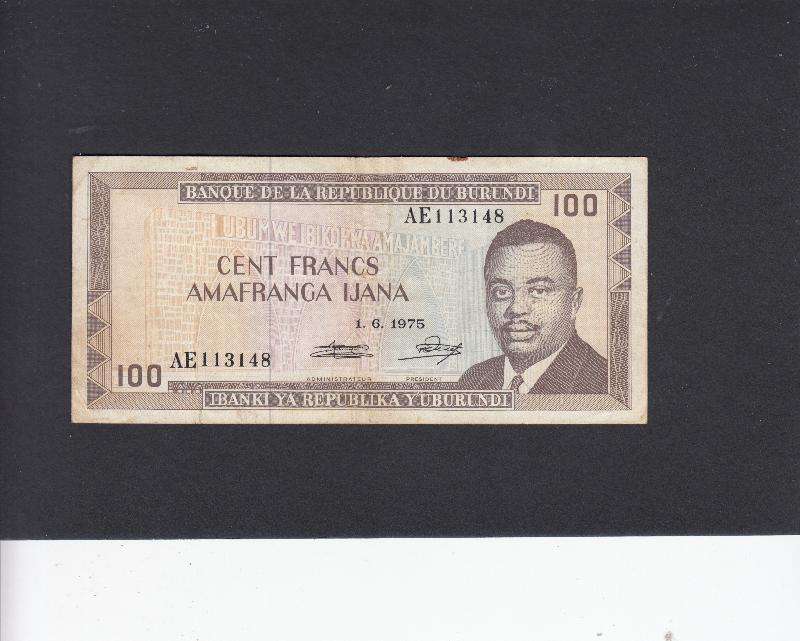 BANQUE DE LA REPUBLIQUE DU BURUNDI
100
AE113148
UBUMWE IBIKORWA AMAJAMBERE
CENT FRANCS
AMAFRANGA IJANA
1. 6. 1975
AE113148
100
ADMINISTRATEUR PRESIDENT
IBANKI YA REPUBLIKA Y'UBURUNDI